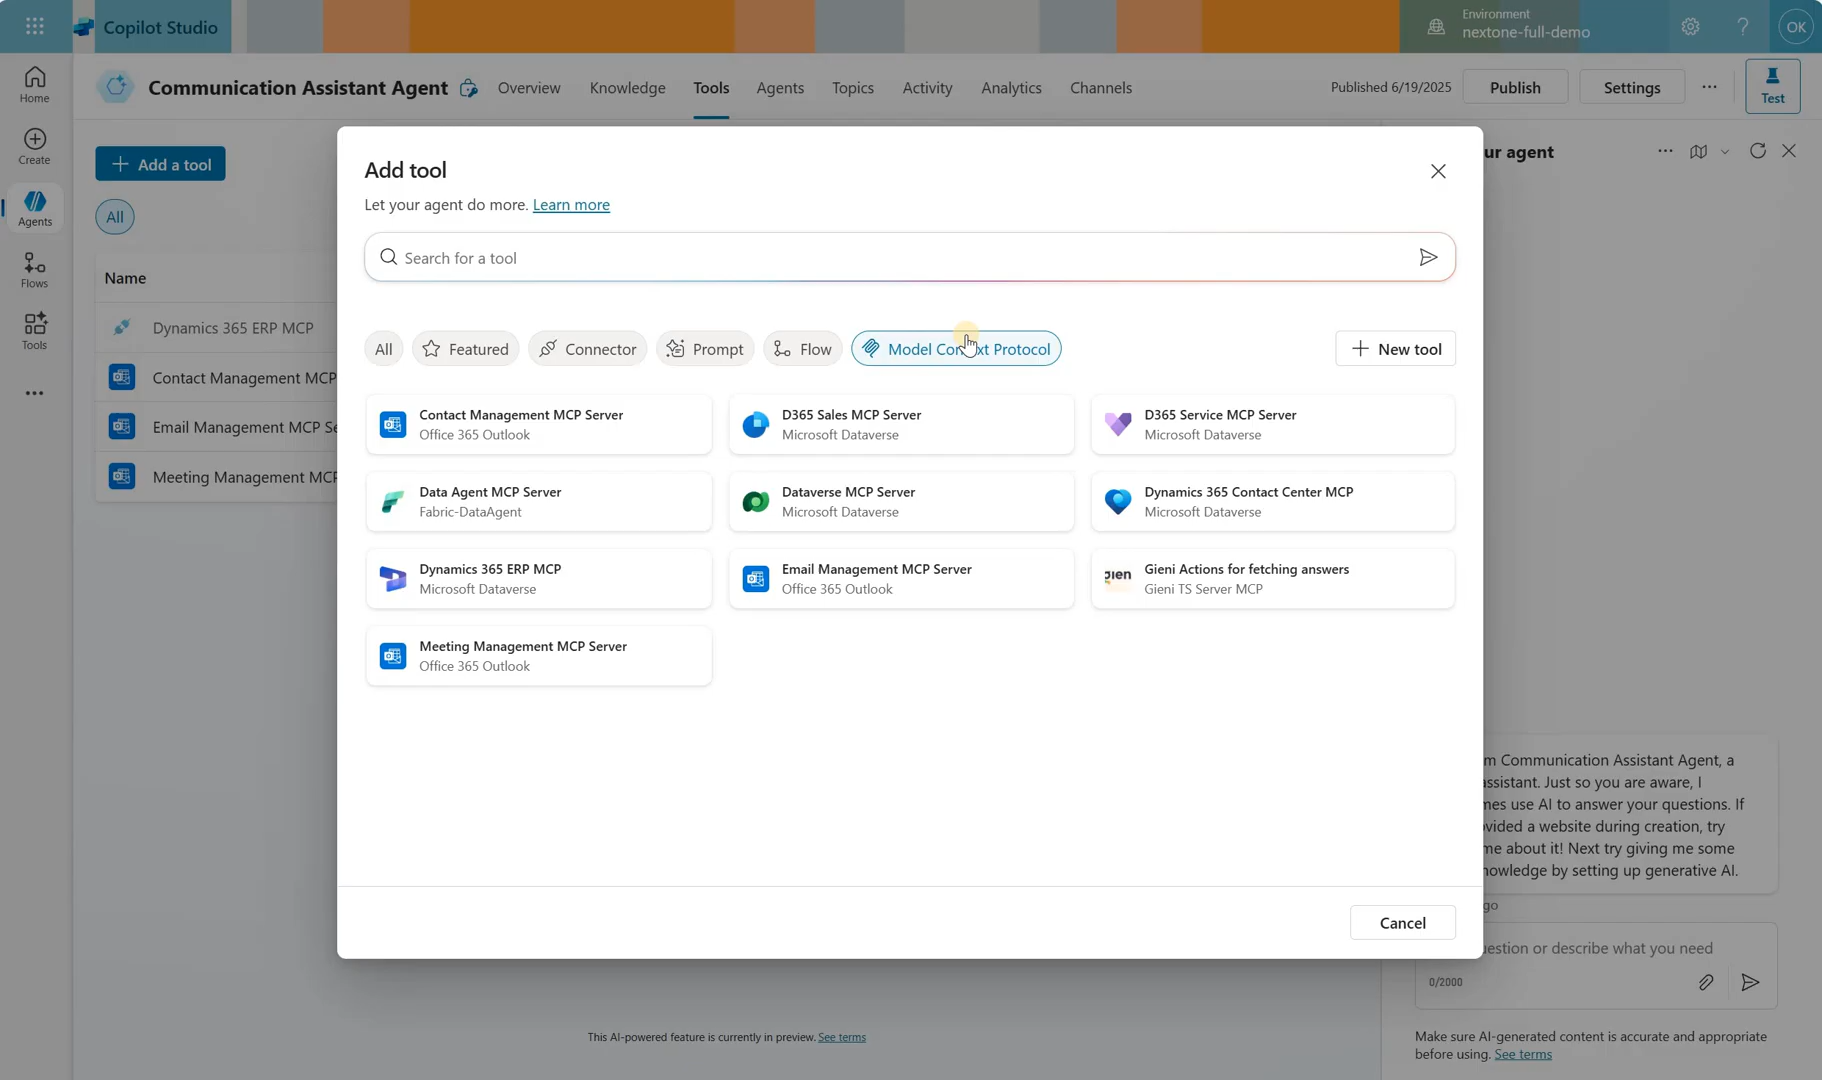 Copilot Studio
Environment
nextone-full-demo
OK
Home
Create
Agents
Flows
Tools
Communication Assistant Agent
Overview
Knowledge
Tools
Agents
Topics
Activity
Analytics
Channels
Published 6/19/2025
Publish
Settings
Test
Add a tool
All
Name
Dynamics 365 ERP MCP
Contact Management MCP
Email Management MCP Se
Meeting Management MCP
Add tool
Let your agent do more. Learn more
Search for a tool
All
Featured
Connector
Prompt
Flow
Model Context Protocol
New tool
Contact Management MCP Server
Office 365 Outlook
D365 Sales MCP Server
Microsoft Dataverse
D365 Service MCP Server
Microsoft Dataverse
Data Agent MCP Server
Fabric-DataAgent
Dataverse MCP Server
Microsoft Dataverse
Dynamics 365 Contact Center MCP
Microsoft Dataverse
Dynamics 365 ERP MCP
Microsoft Dataverse
Email Management MCP Server
Office 365 Outlook
gien
Gieni Actions for fetching answers
Gieni TS Server MCP
Meeting Management MCP Server
Office 365 Outlook
Cancel
This AI-powered feature is currently in preview. See terms
ur agent
m Communication Assistant Agent, a
assistant. Just so you are aware, I
mes use AI to answer your questions. If
ovided a website during creation, try
me about it! Next try giving me some
nowledge by setting up generative AI.
go
uestion or describe what you need
0/2000
Make sure AI-generated content is accurate and appropriate
before using. See terms